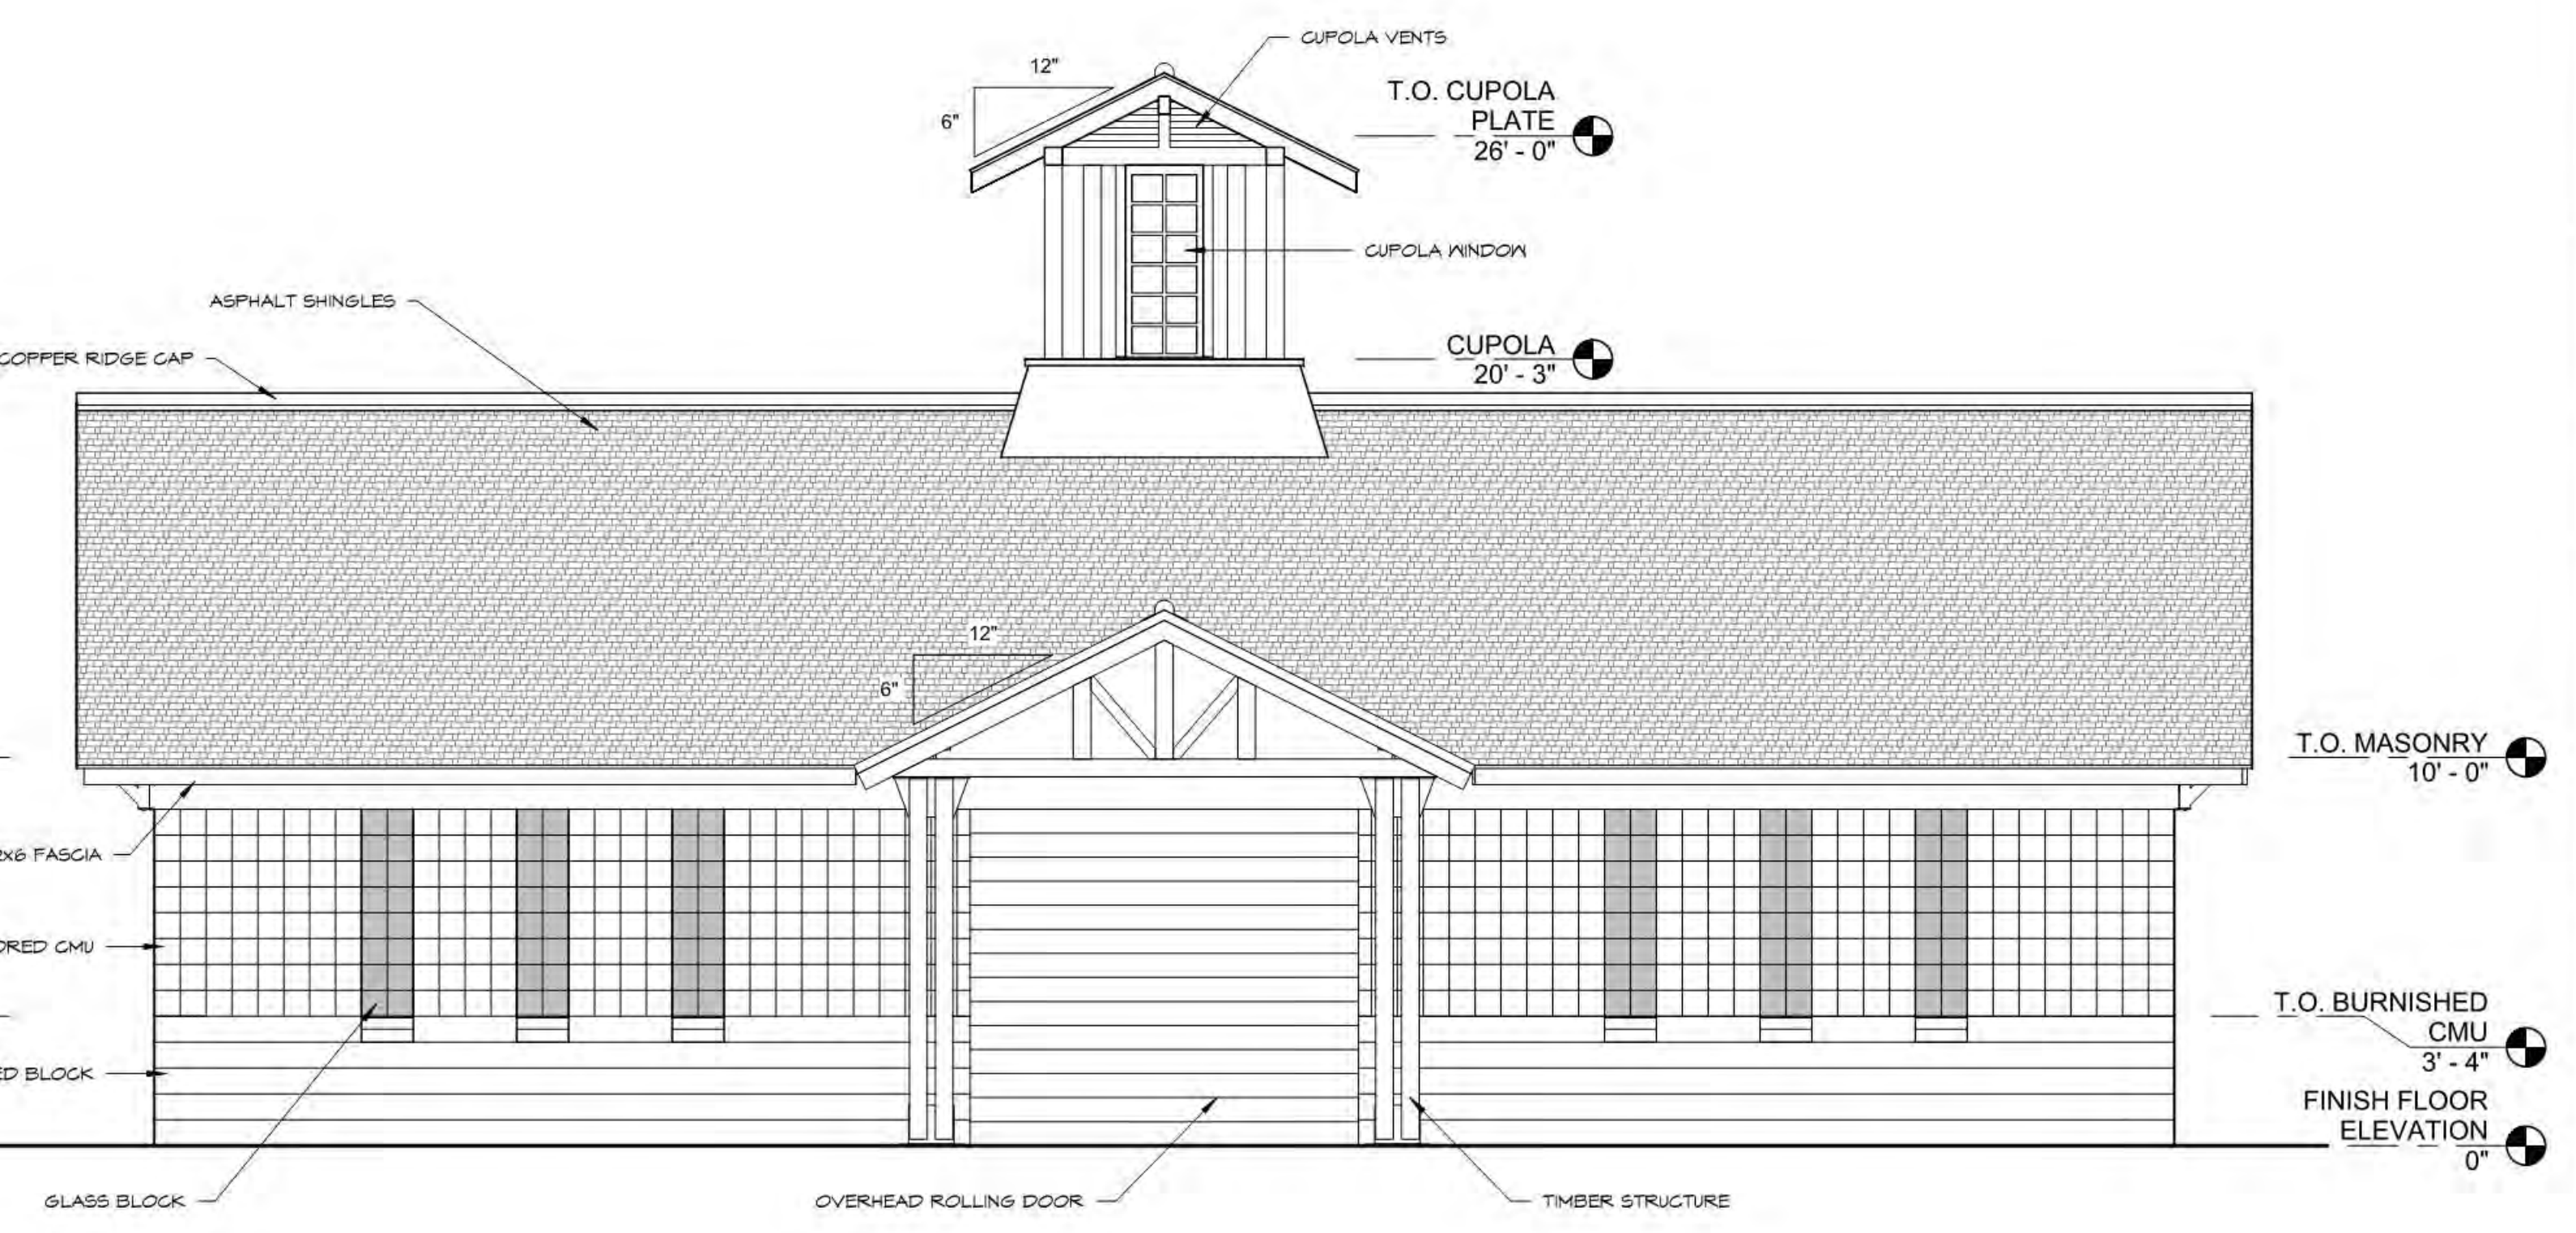 CUPOLA VENTS
12"
6"
T.O. CUPOLA
PLATE
26' - 0"
CUPOLA WINDOW
ASPHALT SHINGLES
COPPER RIDGE CAP
CUPOLA
20' - 3"
12"
6"
T.O. MASONRY
10' - 0"
2x6 FASCIA
CMU
BLOCK
T.O. BURNISHED
CMU
3' - 4"
FINISH FLOOR
ELEVATION
0"
GLASS BLOCK
OVERHEAD ROLLING DOOR
TIMBER STRUCTURE